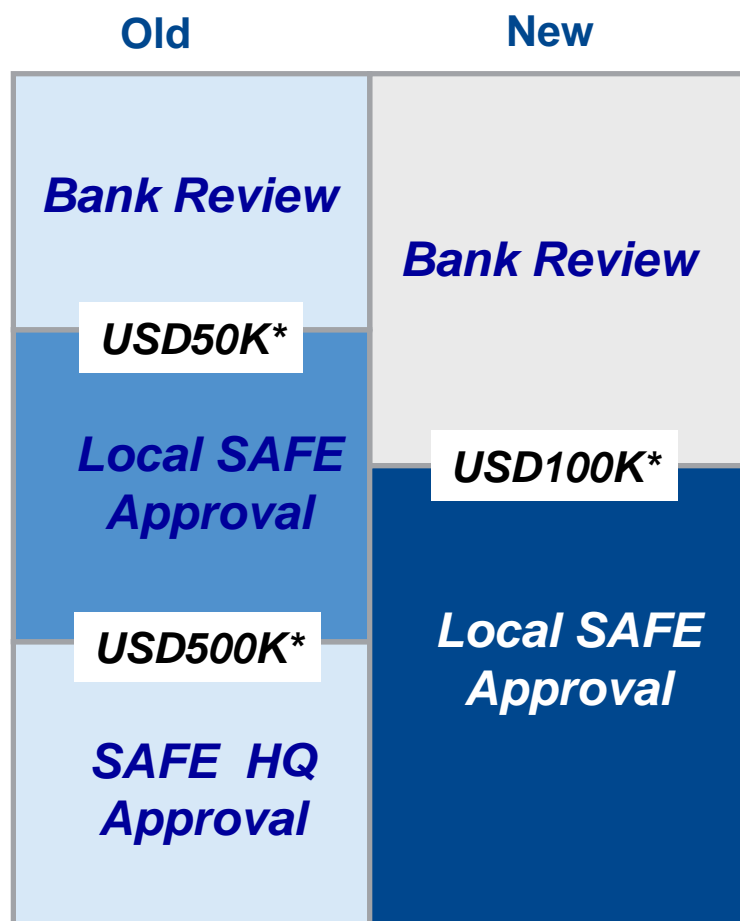 Old
New
Bank Review
USD50K*
Local SAFE
Approval
USD500K*
SAFE HQ
Approval
Bank Review
USD100K*
Local SAFE
Approval